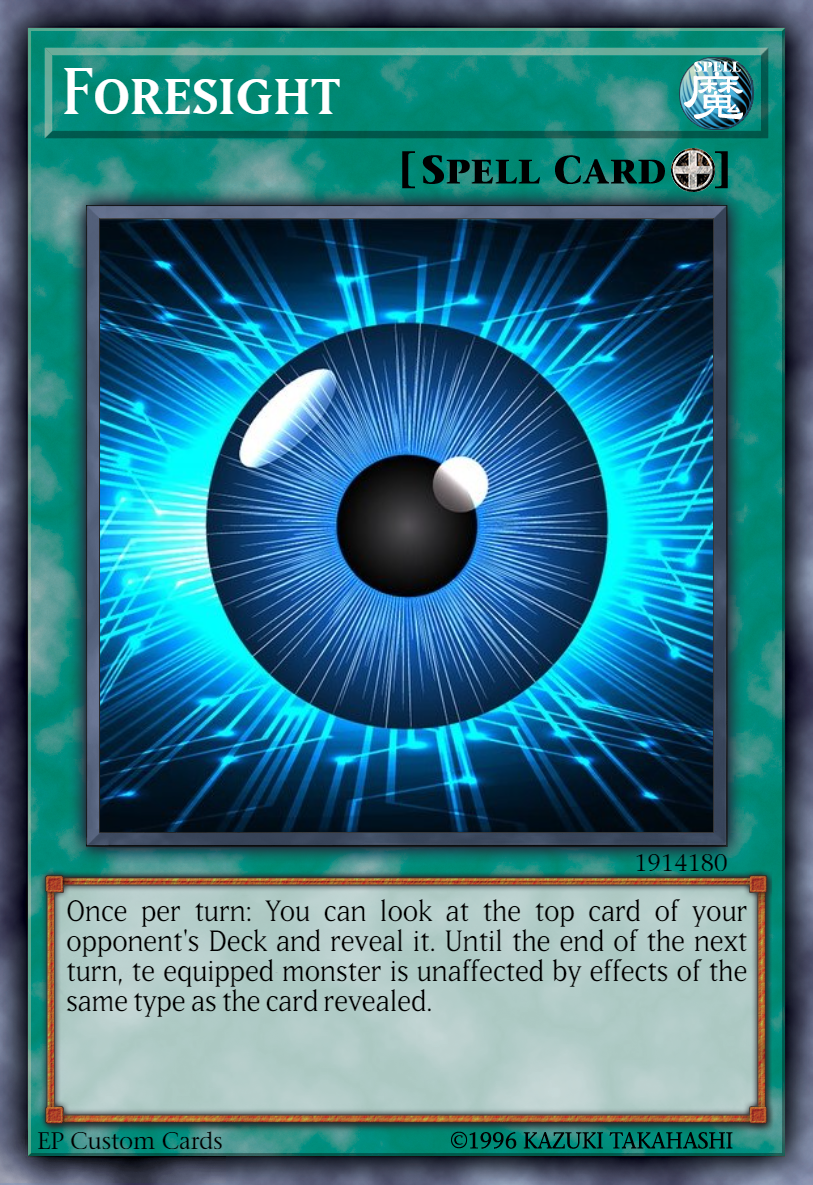 FORESIGHT
SPELL
魔
[SPELL CARD]
1914180
Once per turn: You can look at the top card of your
opponent's Deck and reveal it. Until the end of the next
turn, te equipped monster is unaffected by effects of the
same type as the card revealed.
EP Custom Cards
©1996 KAZUKI TAKAHASHI